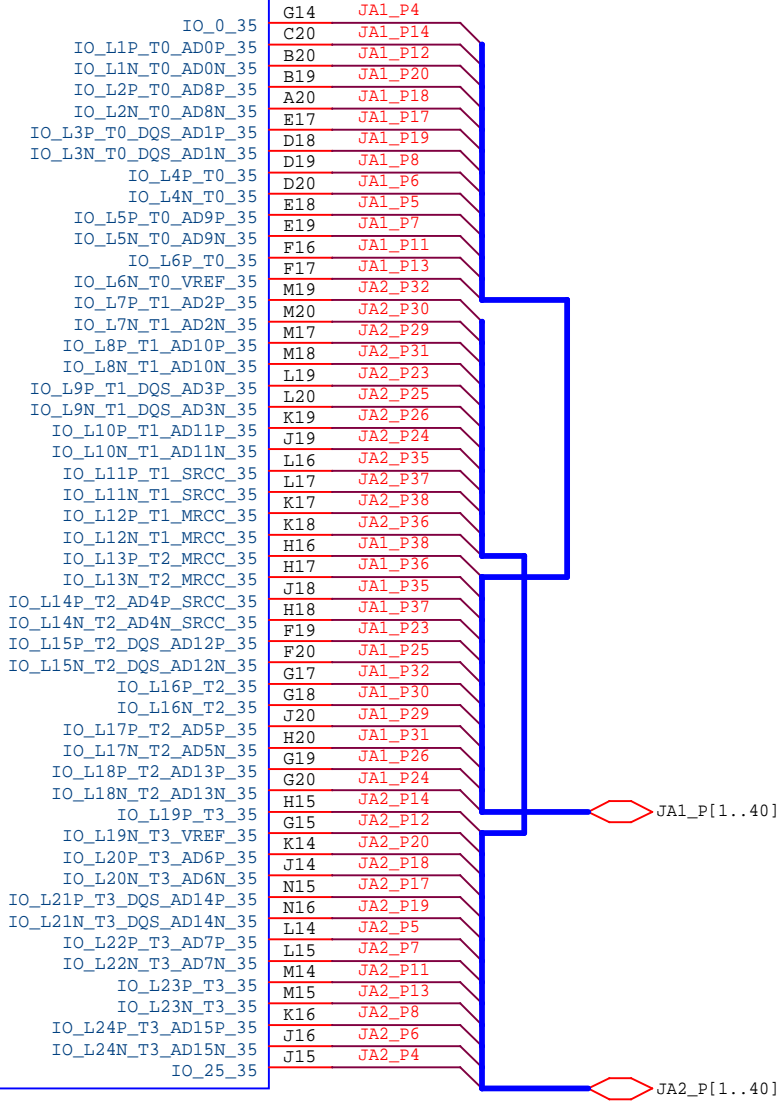 IO_0_35 G14 JA1_P4
IO_L1P_T0_AD0P_35 C20 JA1_P14
IO_L1N_T0_AD0N_35 B20 JA1_P12
IO_L2P_T0_AD8P_35 B19 JA1_P20
IO_L2N_T0_AD8N_35 A20 JA1_P18
IO_L3P_T0_DQS_AD1P_35 E17 JA1_P17
IO_L3N_T0_DQS_AD1N_35 D18 JA1_P19
IO_L4P_T0_35 D19 JA1_P8
IO_L4N_T0_35 D20 JA1_P6
IO_L5P_T0_AD9P_35 E18 JA1_P5
IO_L5N_T0_AD9N_35 E19 JA1_P7
IO_L6P_T0_35 F16 JA1_P11
IO_L6N_T0_VREF_35 F17 JA1_P13
IO_L7P_T1_AD2P_35 M19 JA2_P32
IO_L7N_T1_AD2N_35 M20 JA2_P30
IO_L8P_T1_AD10P_35 M17 JA2_P29
IO_L8N_T1_AD10N_35 M18 JA2_P31
IO_L9P_T1_DQS_AD3P_35 L19 JA2_P23
IO_L9N_T1_DQS_AD3N_35 L20 JA2_P25
IO_L10P_T1_AD11P_35 K19 JA2_P26
IO_L10N_T1_AD11N_35 J19 JA2_P24
IO_L11P_T1_SRCC_35 L16 JA2_P35
IO_L11N_T1_SRCC_35 L17 JA2_P37
IO_L12P_T1_MRCC_35 K17 JA2_P38
IO_L12N_T1_MRCC_35 K18 JA2_P36
IO_L13P_T2_MRCC_35 H16 JA1_P38
IO_L13N_T2_MRCC_35 H17 JA1_P36
IO_L14P_T2_AD4P_SRCC_35 J18 JA1_P35
IO_L14N_T2_AD4N_SRCC_35 H18 JA1_P37
IO_L15P_T2_DQS_AD12P_35 F19 JA1_P23
IO_L15N_T2_DQS_AD12N_35 F20 JA1_P25
IO_L16P_T2_35 G17 JA1_P32
IO_L16N_T2_35 G18 JA1_P30
IO_L17P_T2_AD5P_35 J20 JA1_P29
IO_L17N_T2_AD5N_35 H20 JA1_P31
IO_L18P_T2_AD13P_35 G19 JA1_P26
IO_L18N_T2_AD13N_35 G20 JA1_P24
IO_L19P_T3_35 H15 JA2_P14 JA1_P[1..40]
IO_L19N_T3_VREF_35 G15 JA2_P12
IO_L20P_T3_AD6P_35 K14 JA2_P20
IO_L20N_T3_AD6N_35 J14 JA2_P18
IO_L21P_T3_DQS_AD14P_35 N15 JA2_P17
IO_L21N_T3_DQS_AD14N_35 N16 JA2_P19
IO_L22P_T3_AD7P_35 L14 JA2_P5
IO_L22N_T3_AD7N_35 L15 JA2_P7
IO_L23P_T3_35 M14 JA2_P11
IO_L23N_T3_35 M15 JA2_P13
IO_L24P_T3_AD15P_35 K16 JA2_P8
IO_L24N_T3_AD15N_35 J16 JA2_P6
IO_25_35 J15 JA2_P4
JA2_P[1..40]